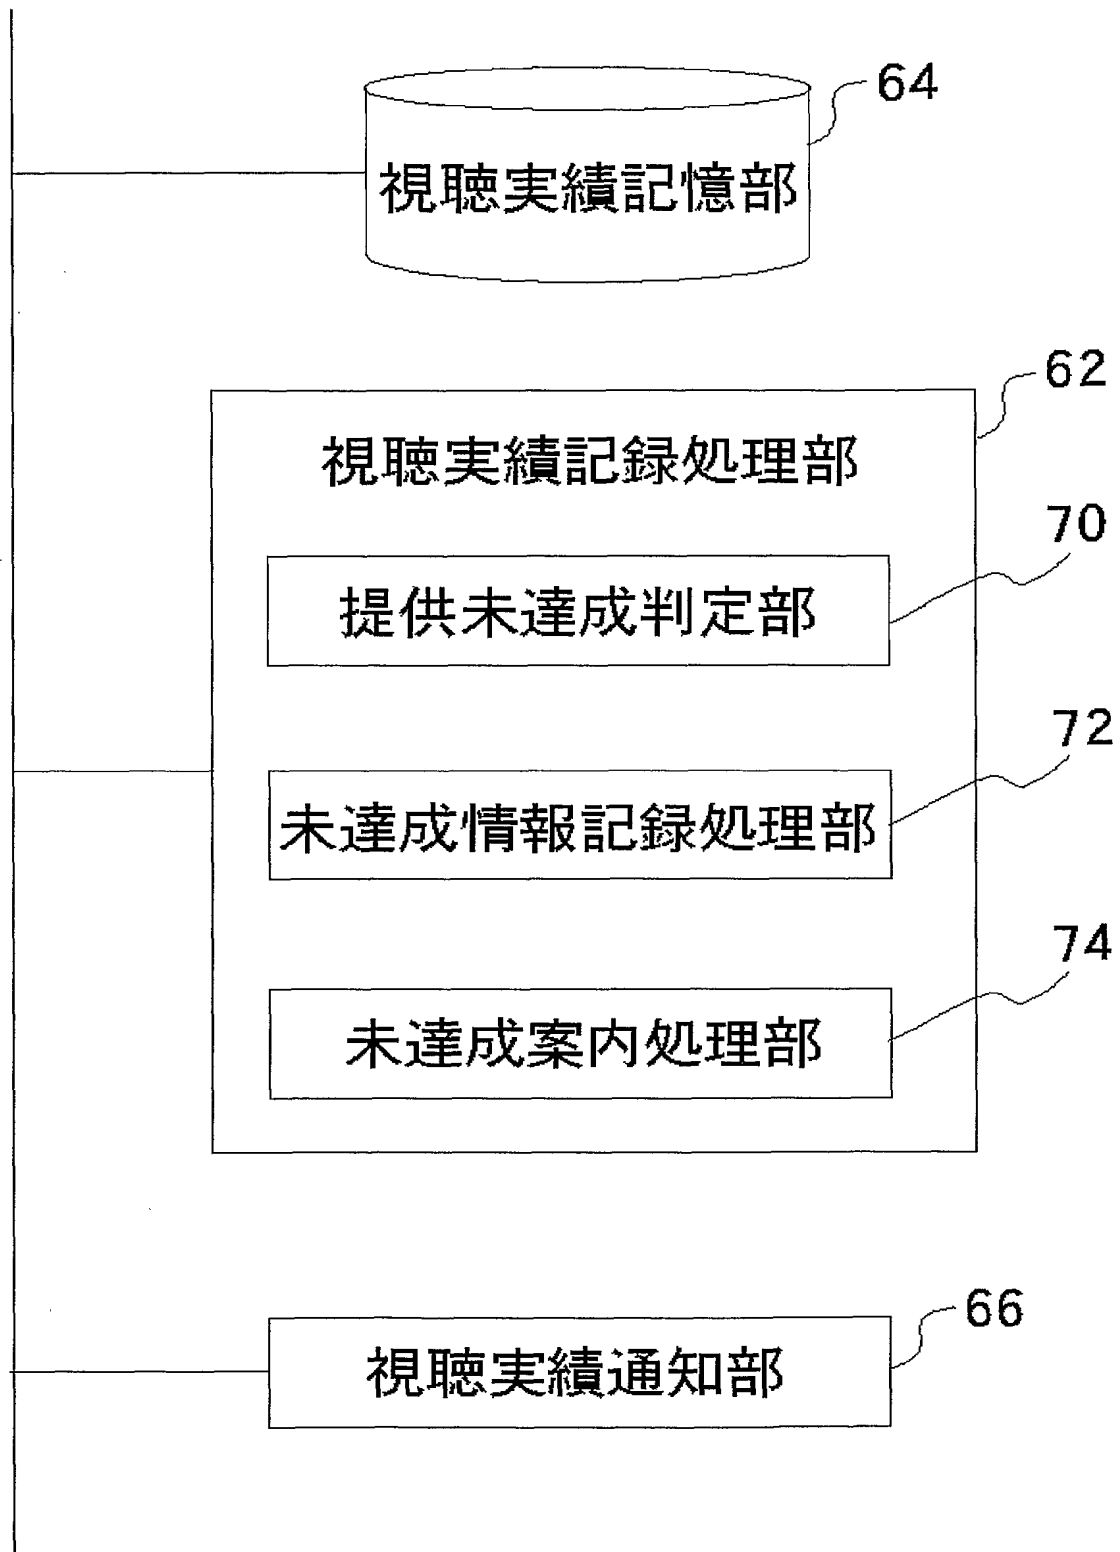 64
視聴実績記憶部
62
視聴実績記録処理部
70
提供未達成判定部
72
未達成情報記録処理部
74
未達成案内処理部
66
視聴実績通知部